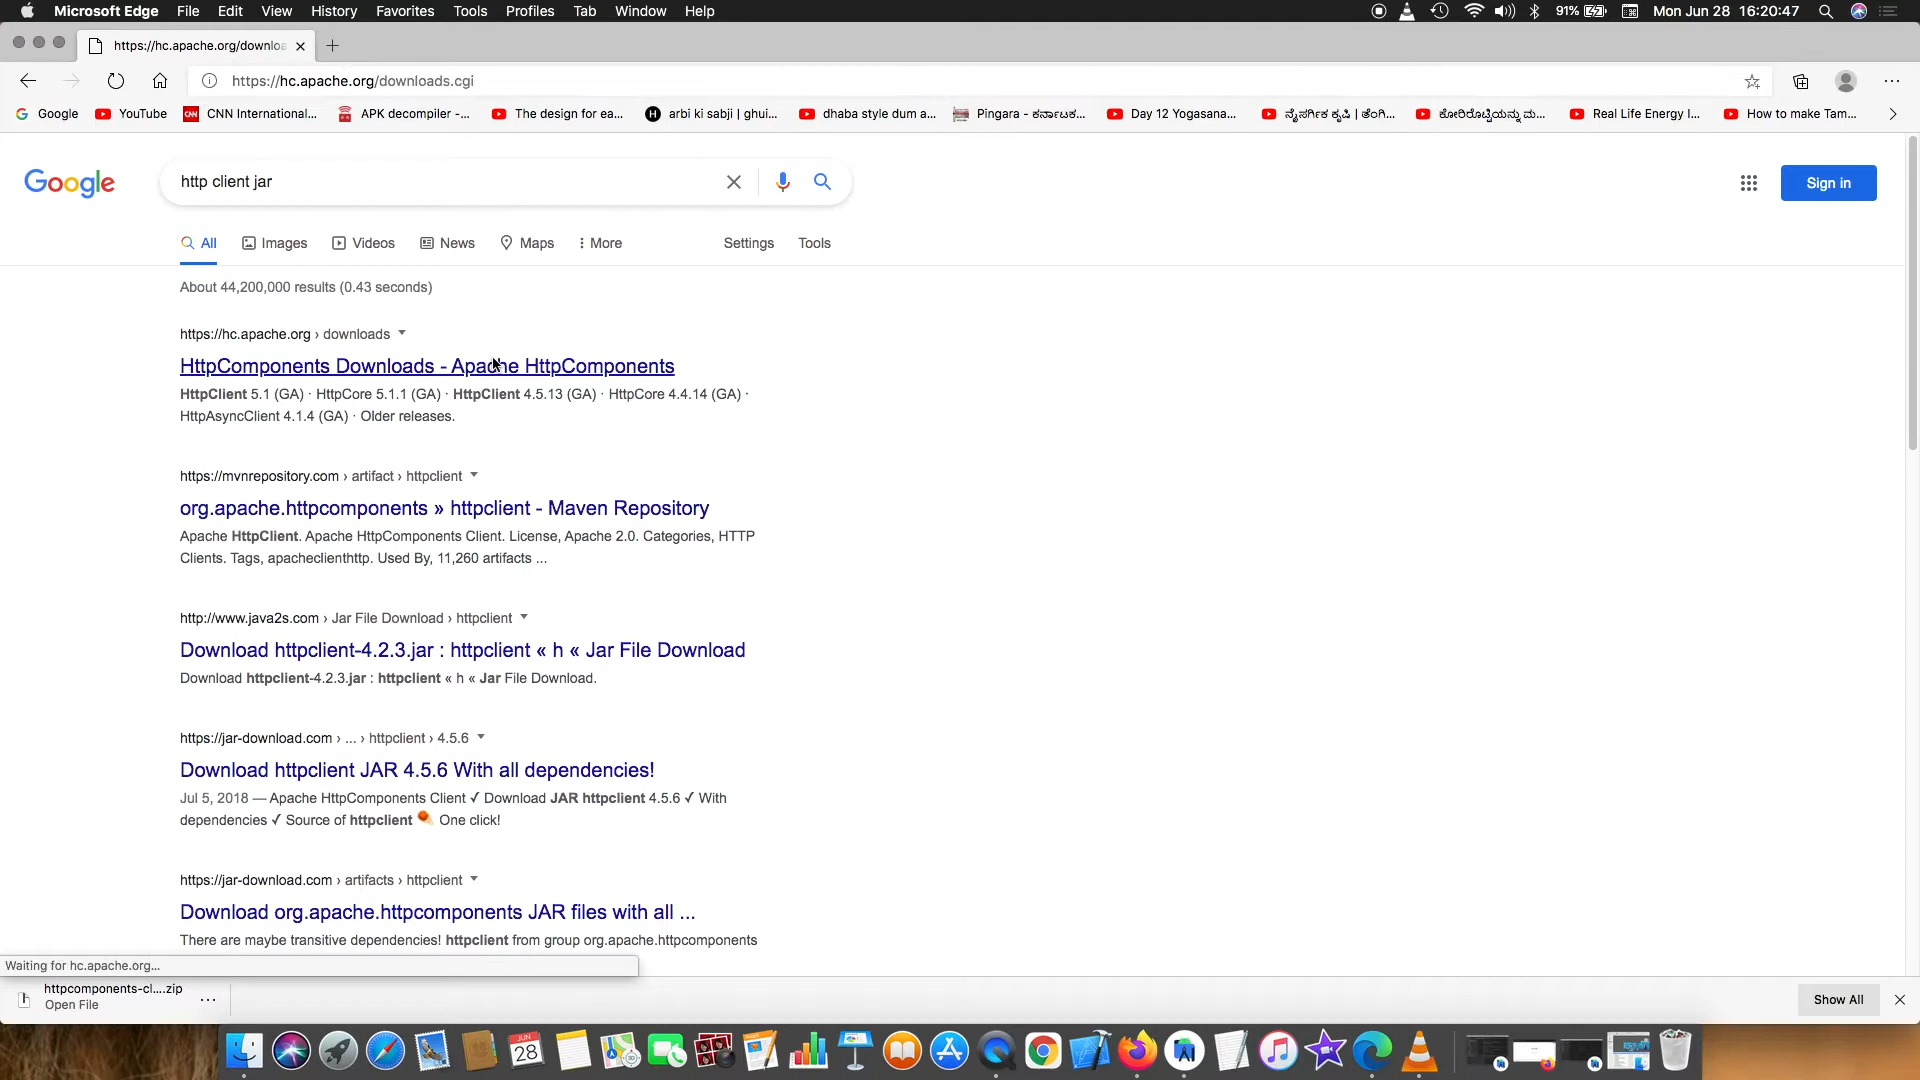 Microsoft Edge File Edit View History Favorites Tools Profiles Tab Window Help 91% Mon Jun 28 16:20:47
https://hc.apache.org/downloa
https://hc.apache.org/downloads.cgi
Google YouTube CNN International... APK decompiler -... The design for ea... arbi ki sabji | ghui... dhaba style dum a... Pingara - ಕರ್ನಾಟಕ... Day 12 Yogasana... ನೈಸರ್ಗಿಕ ಕೃಷಿ | ತೆಂಗಿ... ಕೋರಿರೊಟ್ಟಿಯನ್ನು ಮ... Real Life Energy I... How to make Tam...
Google http client jar Sign in
All Images Videos News Maps More Settings Tools
About 44,200,000 results (0.43 seconds)
https://hc.apache.org › downloads
HttpComponents Downloads - Apache HttpComponents
HttpClient 5.1 (GA) · HttpCore 5.1.1 (GA) · HttpClient 4.5.13 (GA) · HttpCore 4.4.14 (GA) ·
HttpAsyncClient 4.1.4 (GA) · Older releases.
https://mvnrepository.com › artifact › httpclient
org.apache.httpcomponents » httpclient - Maven Repository
Apache HttpClient. Apache HttpComponents Client. License, Apache 2.0. Categories, HTTP
Clients. Tags, apacheclienthttp. Used By, 11,260 artifacts ...
http://www.java2s.com › Jar File Download › httpclient
Download httpclient-4.2.3.jar : httpclient « h « Jar File Download
Download httpclient-4.2.3.jar : httpclient « h « Jar File Download.
https://jar-download.com › ... › httpclient › 4.5.6
Download httpclient JAR 4.5.6 With all dependencies!
Jul 5, 2018 — Apache HttpComponents Client ✓ Download JAR httpclient 4.5.6 ✓ With
dependencies ✓ Source of httpclient One click!
https://jar-download.com › artifacts › httpclient
Download org.apache.httpcomponents JAR files with all ...
There are maybe transitive dependencies! httpclient from group org.apache.httpcomponents
Waiting for hc.apache.org...
httpcomponents-cl....zip
Open File
Show All
JUN
28